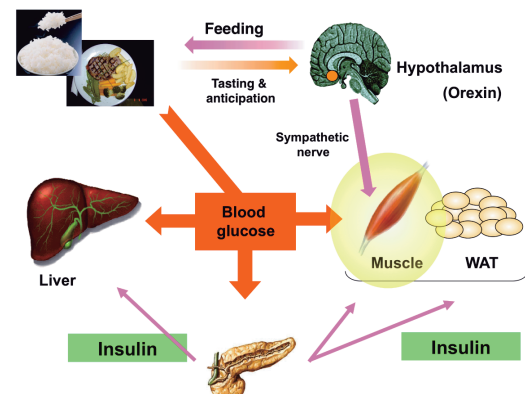 Feeding
Tasting &
anticipation
Hypothalamus
(Orexin)
Sympathetic
nerve
Blood
glucose
Liver
Muscle
WAT
Insulin
Insulin